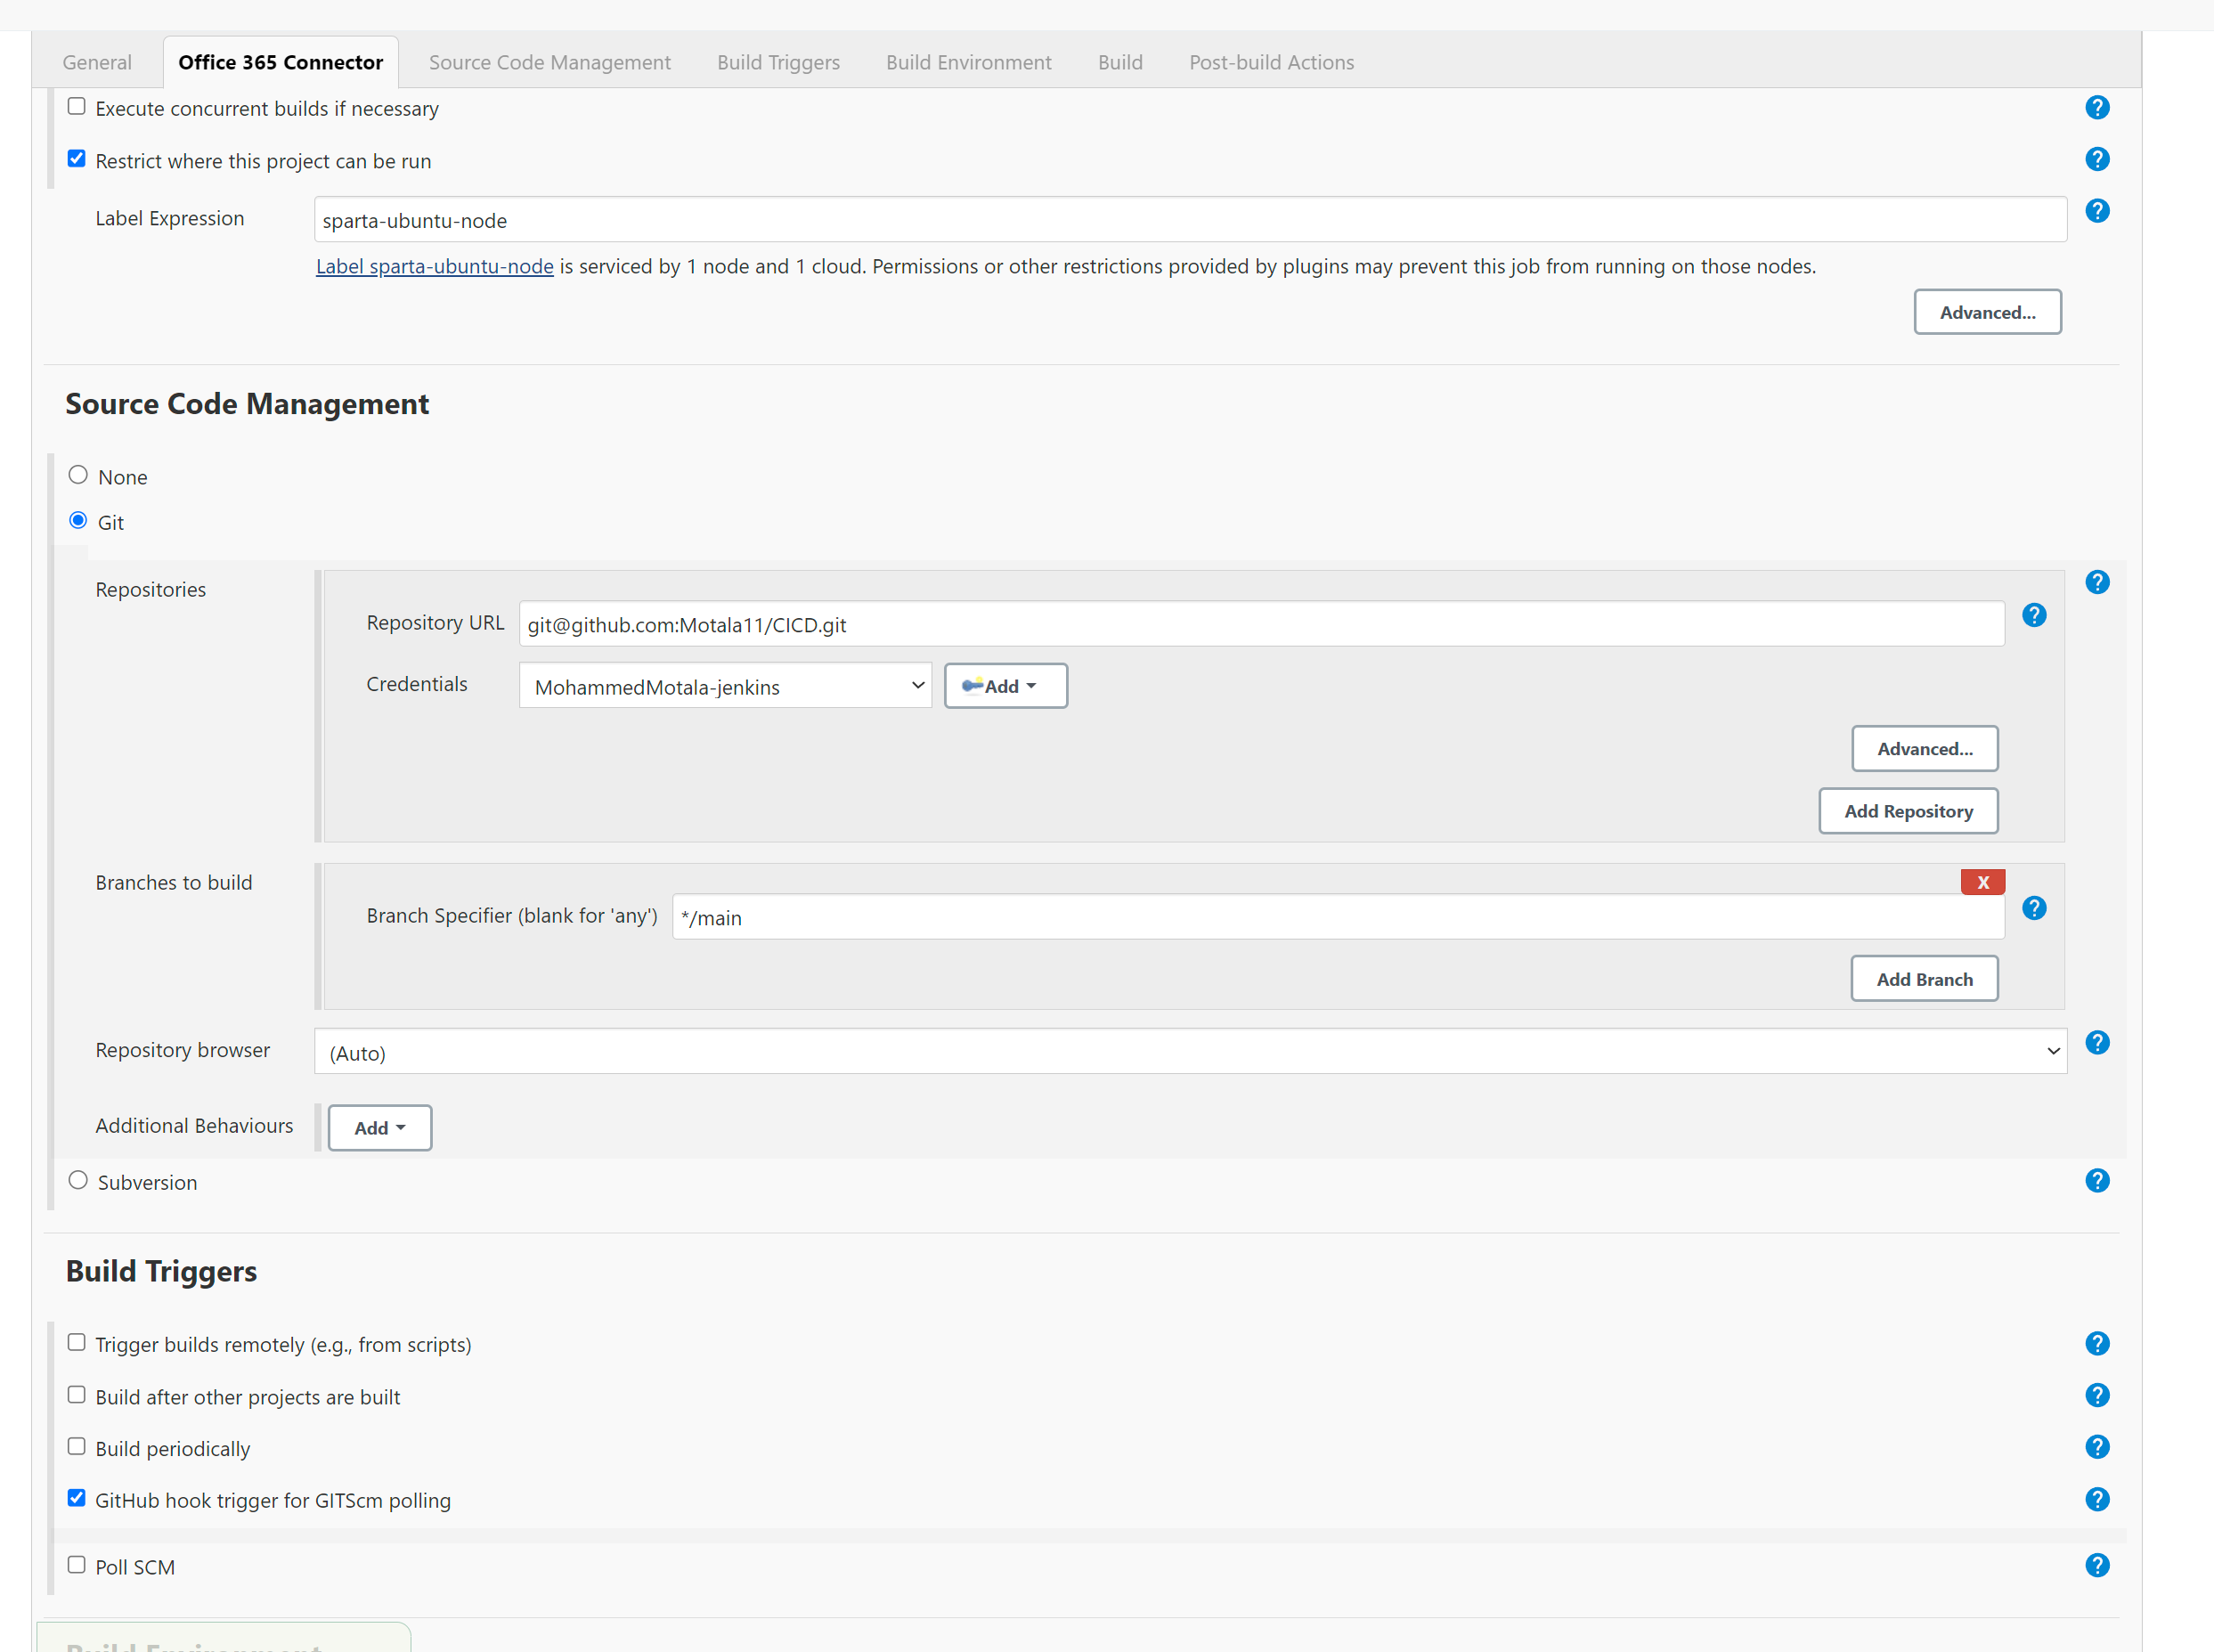 General Office 365 Connector Source Code Management Build Triggers Build Environment Build Post-build Actions
Execute concurrent builds if necessary ?
Restrict where this project can be run ?
Label Expression sparta-ubuntu-node ?
Label sparta-ubuntu-node is serviced by 1 node and 1 cloud. Permissions or other restrictions provided by plugins may prevent this job from running on those nodes.
Advanced...
Source Code Management
None
Git
Repositories ?
Repository URL git@github.com:Motala11/CICD.git ?
Credentials MohammedMotala-jenkins Add
Advanced...
Add Repository
Branches to build X
Branch Specifier (blank for 'any') */main ?
Add Branch
Repository browser (Auto) ?
Additional Behaviours Add
Subversion ?
Build Triggers
Trigger builds remotely (e.g., from scripts) ?
Build after other projects are built ?
Build periodically ?
GitHub hook trigger for GITScm polling ?
Poll SCM ?
Build Environment